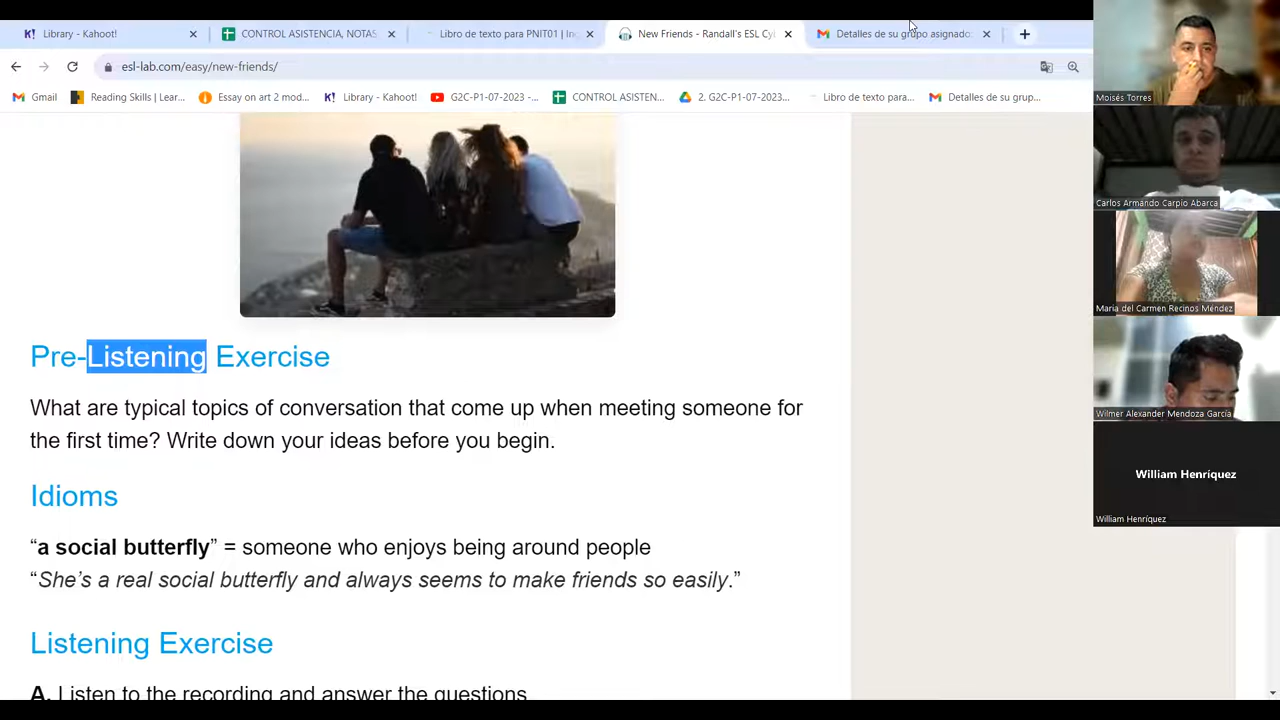 Library - Kahoot!
CONTROL ASISTENCIA, NOTAS
Libro de texto para PNIT01 | In
New Friends - Randall's ESL Cy
Detalles de su grupo asignado:
esl-lab.com/easy/new-friends/
Gmail
Reading Skills | Lear...
Essay on art 2 mod...
Library - Kahoot!
G2C-P1-07-2023 -...
CONTROL ASISTEN...
2. G2C-P1-07-2023...
Libro de texto para...
Detalles de su grup...
Pre-Listening Exercise
What are typical topics of conversation that come up when meeting someone for
the first time? Write down your ideas before you begin.
Idioms
“a social butterfly” = someone who enjoys being around people
“She’s a real social butterfly and always seems to make friends so easily.”
Listening Exercise
A. Listen to the recording and answer the questions.
Moisés Torres
Carlos Armando Carpio Abarca
Maria del Carmen Recinos Méndez
Wilmer Alexander Mendoza García
William Henríquez
William Henríquez